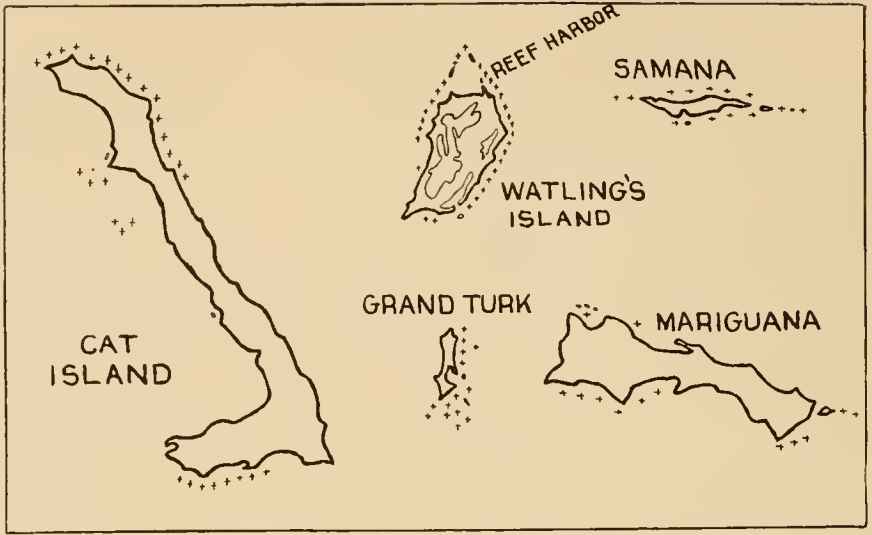 REEF HARBOR
SAMANA
WATLING'S
ISLAND
GRAND TURK
MARIGUANA
CAT
ISLAND